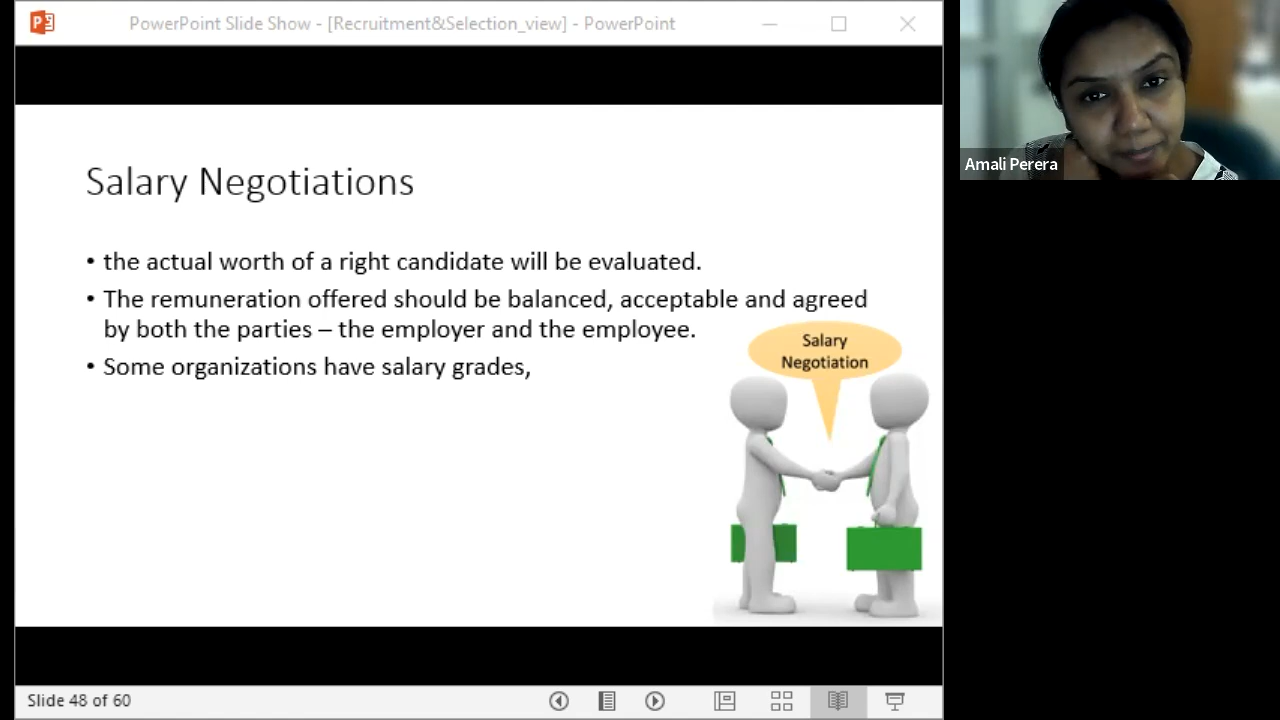 PowerPoint Slide Show - [Recruitment&Selection_view] - PowerPoint
Amali Perera
Salary Negotiations
• the actual worth of a right candidate will be evaluated.
• The remuneration offered should be balanced, acceptable and agreed
by both the parties – the employer and the employee.
Salary
Negotiation
• Some organizations have salary grades,
Slide 48 of 60